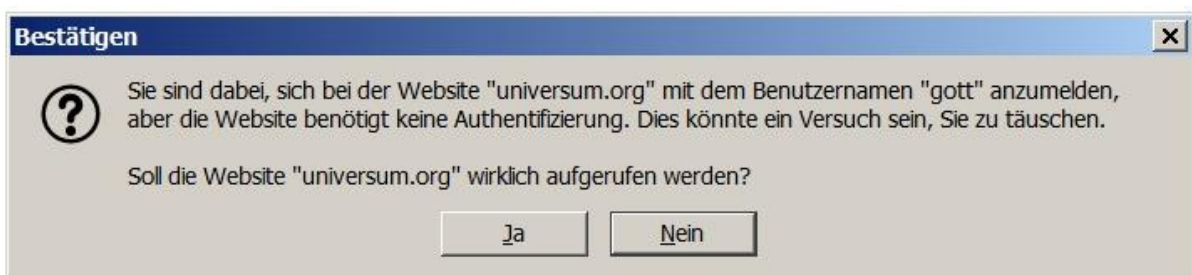 Bestätigen
Sie sind dabei, sich bei der Website "universum.org" mit dem Benutzernamen "gott" anzumelden,
aber die Website benötigt keine Authentifizierung. Dies könnte ein Versuch sein, Sie zu täuschen.
Soll die Website "universum.org" wirklich aufgerufen werden?
Ja
Nein